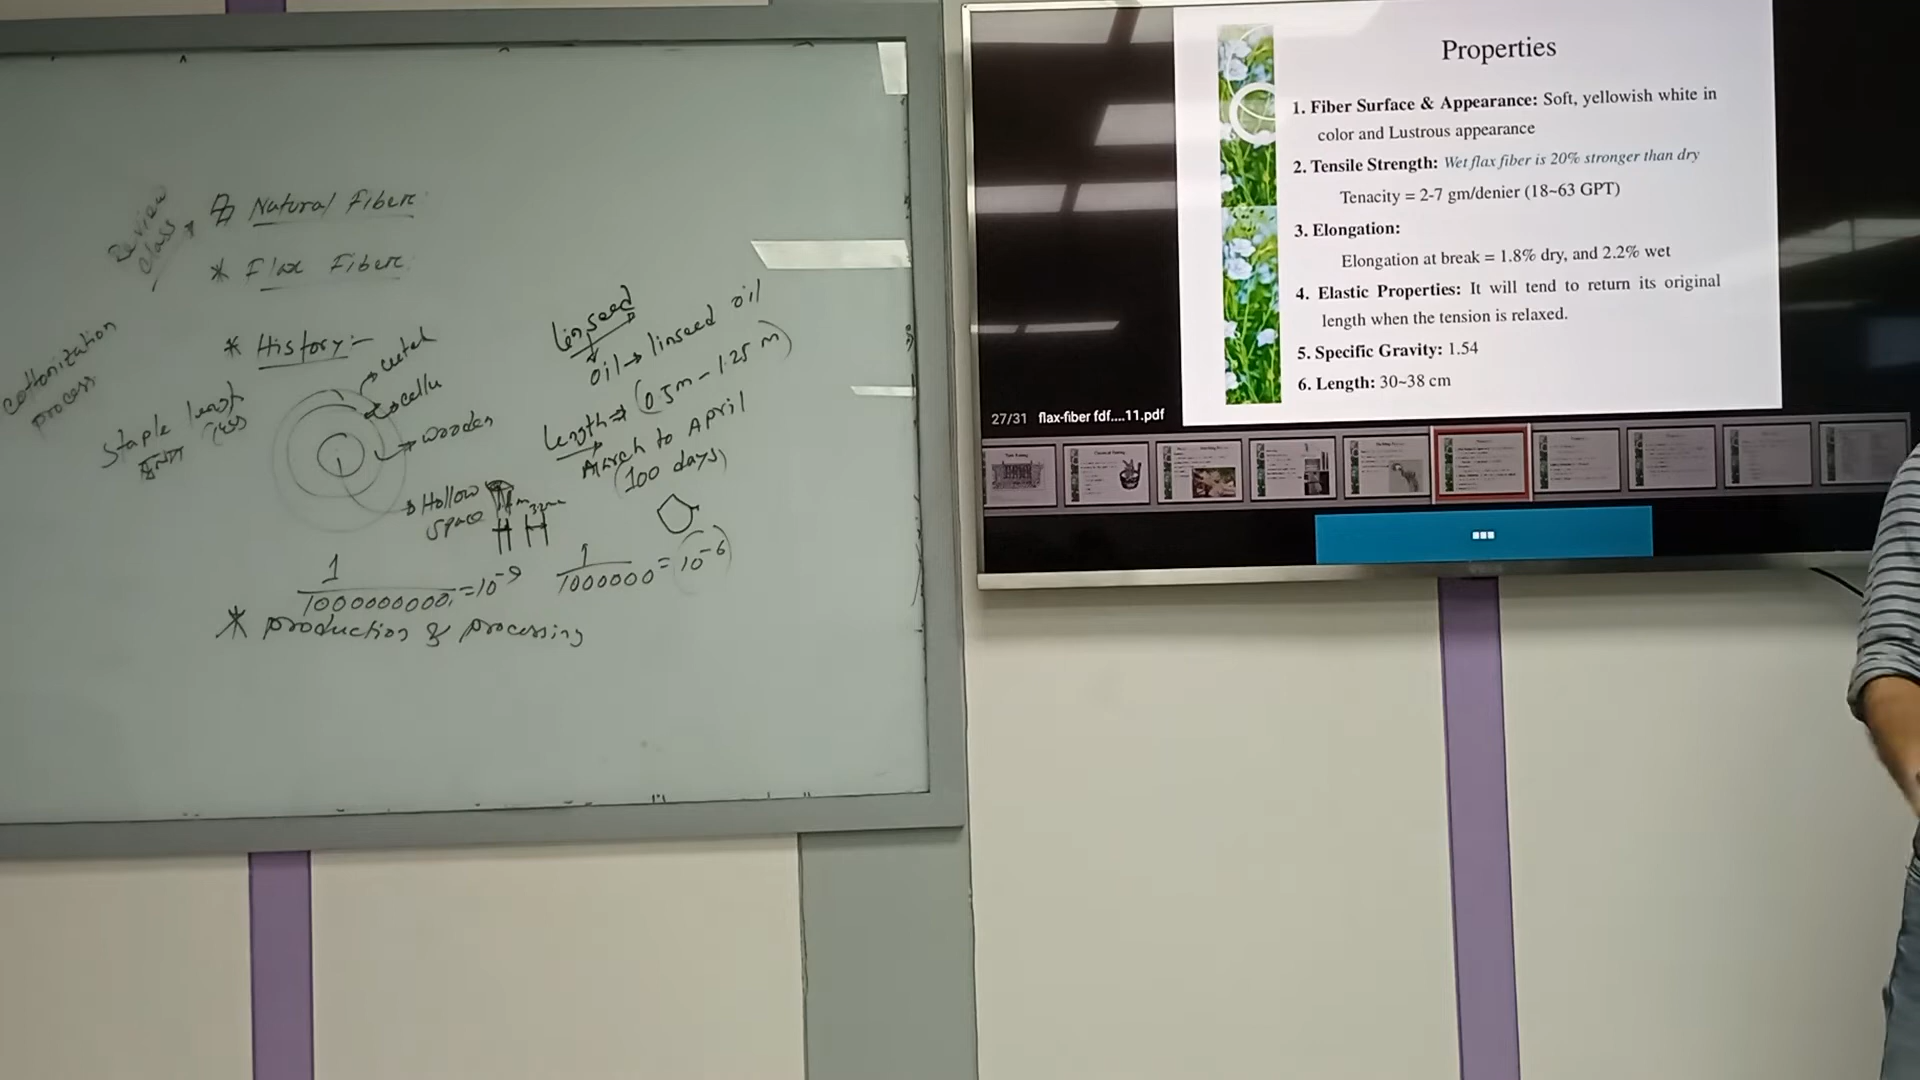 Review
class
Natural Fiber
* Flax Fiber
* History:-
cottonization
process
Staple
less
wooden
Hollow
space
Linseed
oil → linseed oil
Length ⇒ (0.5m - 1.25 m)
March to April
(100 days)
1
1000000000 = 10⁻⁹
1
1000000 = 10⁻⁶
* production & processing
Properties
1. Fiber Surface & Appearance: Soft, yellowish white in
color and Lustrous appearance
2. Tensile Strength: Wet flax fiber is 20% stronger than dry
Tenacity = 2-7 gm/denier (18~63 GPT)
3. Elongation:
Elongation at break = 1.8% dry, and 2.2% wet
4. Elastic Properties: It will tend to return its original
length when the tension is relaxed.
5. Specific Gravity: 1.54
6. Length: 30~38 cm
27/31 flax-fiber fdf....11.pdf